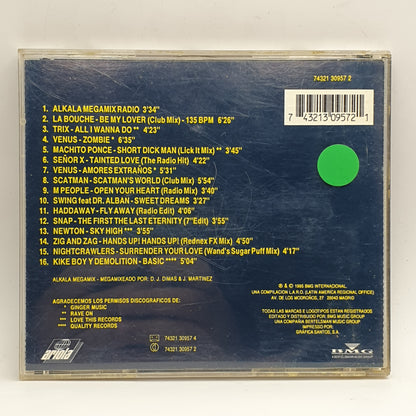 74321 30957 2
7 43213 09572 1
1. ALKALA MEGAMIX RADIO 3'34"
2. LA BOUCHE - BE MY LOVER (Club Mix) - 135 BPM 6'26"
3. TRIX - ALL I WANNA DO ** 4'23"
4. VENUS - ZOMBIE * 6'35"
5. MACHITO PONCE - SHORT DICK MAN (Lick It Mix) ** 3'45"
6. SEÑOR X - TAINTED LOVE (The Radio Hit) 4'22"
7. VENUS - AMORES EXTRAÑOS * 5'31"
8. SCATMAN - SCATMAN'S WORLD (Club Mix) 5'54"
9. M PEOPLE - OPEN YOUR HEART (Radio Mix) 3'40"
10. SWING feat DR. ALBAN - SWEET DREAMS 3'27"
11. HADDAWAY - FLY AWAY (Radio Edit) 4'06"
12. SNAP - THE FIRST THE LAST ETERNITY (7"Edit) 3'55"
13. NEWTON - SKY HIGH *** 3'55"
14. ZIG AND ZAG - HANDS UP! HANDS UP! (Rednex FX Mix) 4'50"
15. NIGHTCRAWLERS - SURRENDER YOUR LOVE (Wand's Sugar Puff Mix) 4'17"
16. KIKE BOY Y DEMOLITION - BASIC **** 5'04"
ALKALA MEGAMIX - MEGAMIXEADO POR: D. J. DIMAS & J. MARTINEZ
AGRADECEMOS LOS PERMISOS DISCOGRAFICOS DE:
* GINGER MUSIC
** RAVE ON
*** LOVE THIS RECORDS
**** QUALITY RECORDS
℗ & © 1995 BMG INTERNATIONAL
UNA COMPILACION L.A.R.O. (LATIN AMERICA REGIONAL OFFICE)
AV. DE LOS MADROÑOS, 27 28043 MADRID
TODAS LAS MARCAS E LOGOTIPOS ESTAN REGISTRADOS
EDITADO Y DISTRIBUIDO POR: BMG MUSIC GROUP
UNA COMPAÑIA BERTELSMANN MUSIC GROUP
IMPRESO POR:
GRÁFICA SANTOS, S.A.
ariola
74321 30957 4
74321 30957 2
BMG